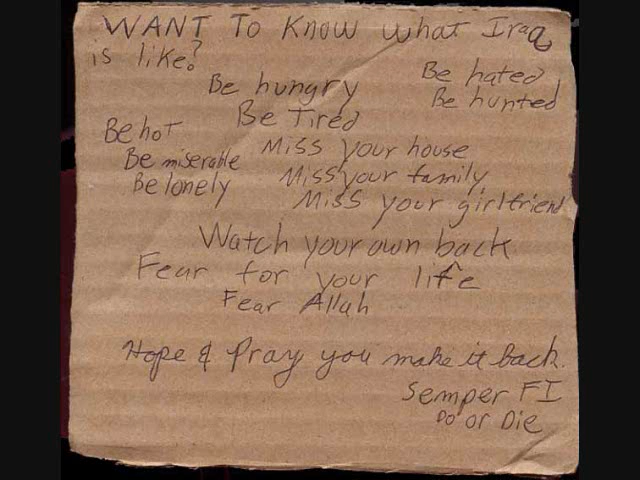 WANT To Know what Iraq
is like?
Be hungry
Be hated
Be hunted
Be Tired
Be hot
Be miserable
Be lonely
Miss your house
Miss your family
Miss your girlfriend
Watch your own back
Fear for your life
Fear Allah
Hope & Pray you make it back.
Semper FI
Do or Die